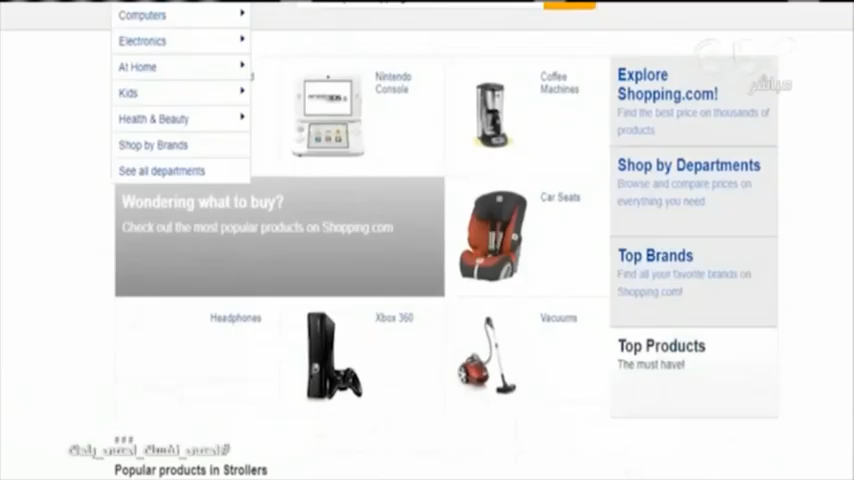 Computers
Electronics
At Home
Kids
Health & Beauty
Shop by Brands
See all departments
Nintendo
Console
Coffee
Machines
Wondering what to buy?
Check out the most popular products on Shopping.com
Car Seats
Headphones
Xbox 360
Vacuums
Explore
Shopping.com!
Find the best price on thousands of
products
Shop by Departments
Browse and compare prices on
everything you need
Top Brands
Find all your favorite brands on
Shopping.com!
Top Products
The must have!
مباشر
Popular products in Strollers